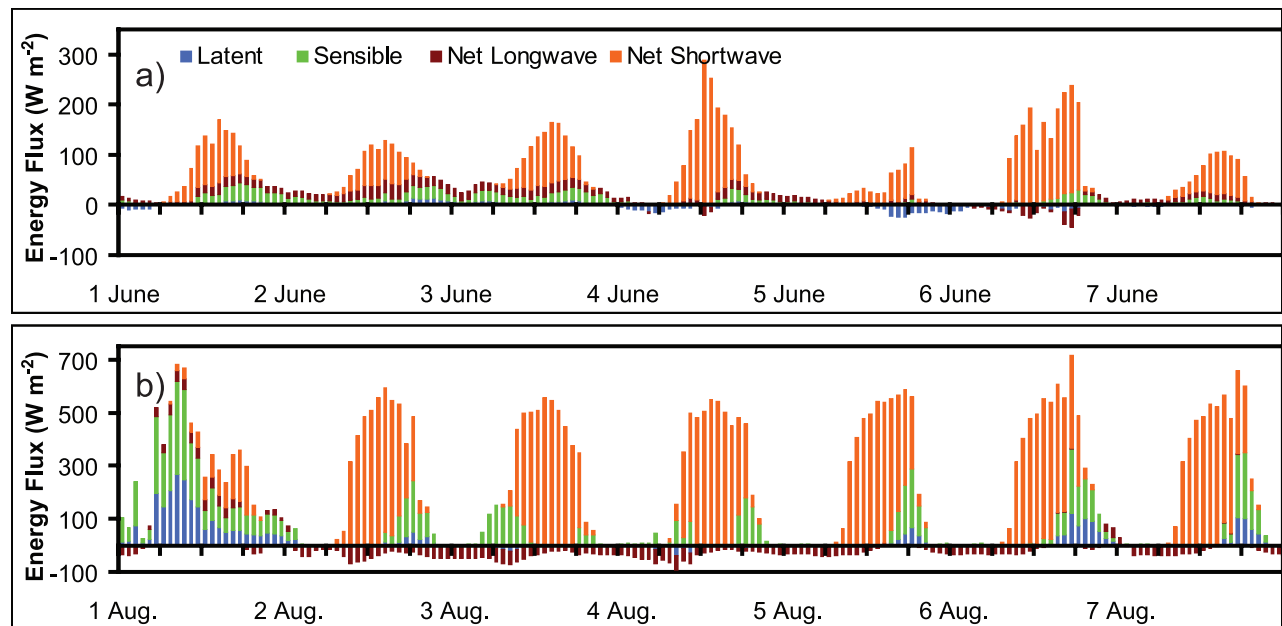 a)
Latent Sensible Net Longwave Net Shortwave
Energy Flux (W m⁻²)
300
200
100
0
-100
1 June 2 June 3 June 4 June 5 June 6 June 7 June
b)
Energy Flux (W m⁻²)
700
500
300
100
-100
1 Aug. 2 Aug. 3 Aug. 4 Aug. 5 Aug. 6 Aug. 7 Aug.